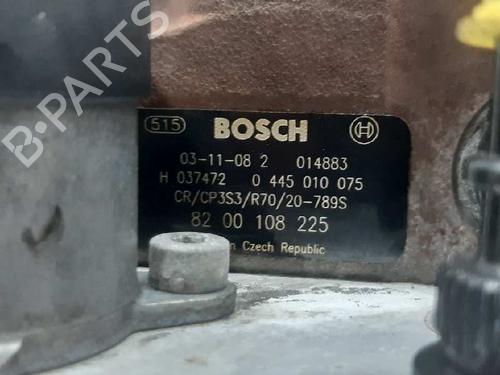 B-PARTS
515 BOSCH
03-11-08 2 014883
H 037472 0 445 010 075
CR/CP3S3/R70/20-789S
82 00 108 225
Czech Republic